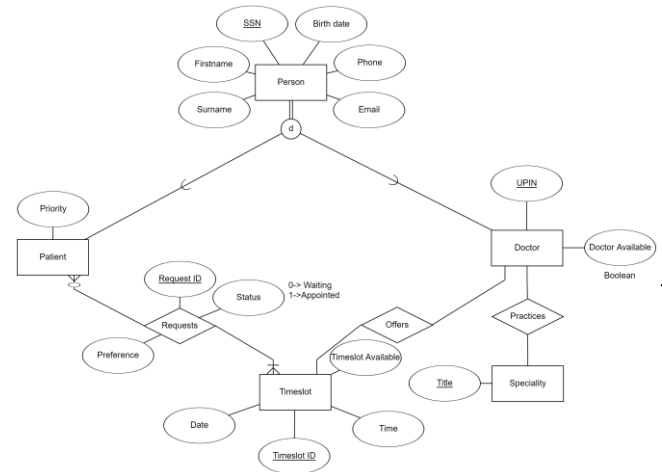 SSN
Birth date
Firstname
Phone
Person
Surname
Email
d
UPIN
Priority
Doctor
Doctor Available
Patient
Boolean
Request ID
Status
0-> Waiting
1->Appointed
Requests
Offers
Practices
Preference
Timeslot Available
Timeslot
Title
Speciality
Date
Time
Timeslot ID